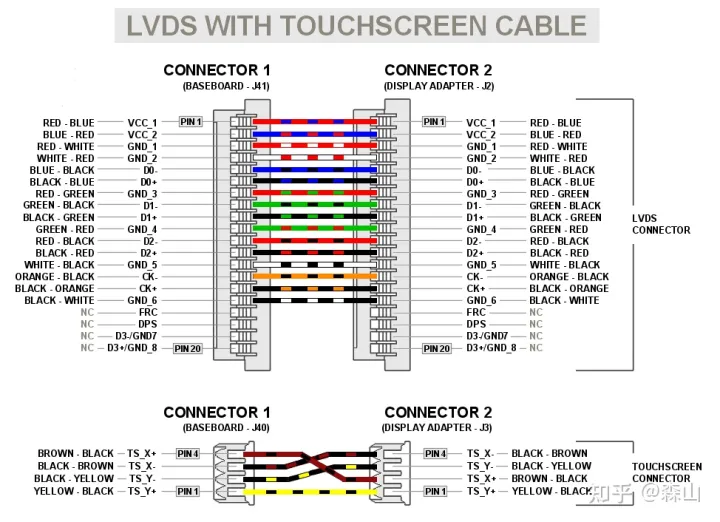 LVDS WITH TOUCHSCREEN CABLE
CONNECTOR 1 CONNECTOR 2
(BASEBOARD - J41) (DISPLAY ADAPTER - J2)
RED - BLUE VCC_1 PIN 1 PIN 1 VCC_1 RED - BLUE
BLUE - RED VCC_2 VCC_2 BLUE - RED
RED - WHITE GND_1 GND_1 RED - WHITE
WHITE - RED GND_2 GND_2 WHITE - RED
BLUE - BLACK D0- D0- BLUE - BLACK
BLACK - BLUE D0+ D0+ BLACK - BLUE
RED - GREEN GND_3 GND_3 RED - GREEN
GREEN - BLACK D1- D1- GREEN - BLACK
BLACK - GREEN D1+ D1+ BLACK - GREEN
LVDS
CONNECTOR
GREEN - RED GND_4 GND_4 GREEN - RED
RED - BLACK D2- D2- RED - BLACK
BLACK - RED D2+ D2+ BLACK - RED
WHITE - BLACK GND_5 GND_5 WHITE - BLACK
ORANGE - BLACK CK- CK- ORANGE - BLACK
BLACK - ORANGE CK+ CK+ BLACK - ORANGE
BLACK - WHITE GND_6 GND_6 BLACK - WHITE
NC FRC FRC NC
NC DPS DPS NC
NC D3-/GND7 D3-/GND7 NC
NC D3+/GND_8 PIN 20 PIN 20 D3+/GND_8 NC
CONNECTOR 1 CONNECTOR 2
(BASEBOARD - J40) (DISPLAY ADAPTER - J3)
BROWN - BLACK TS_X+ PIN 4 PIN 4 TS_X- BLACK - BROWN
BLACK - BROWN TS_X- TS_Y- BLACK - YELLOW
BLACK - YELLOW TS_Y- TS_X+ BROWN - BLACK
YELLOW - BLACK TS_Y+ PIN 1 PIN 1 TS_Y+ YELLOW - BLACK
TOUCHSCREEN
CONNECTOR
知乎 @森山